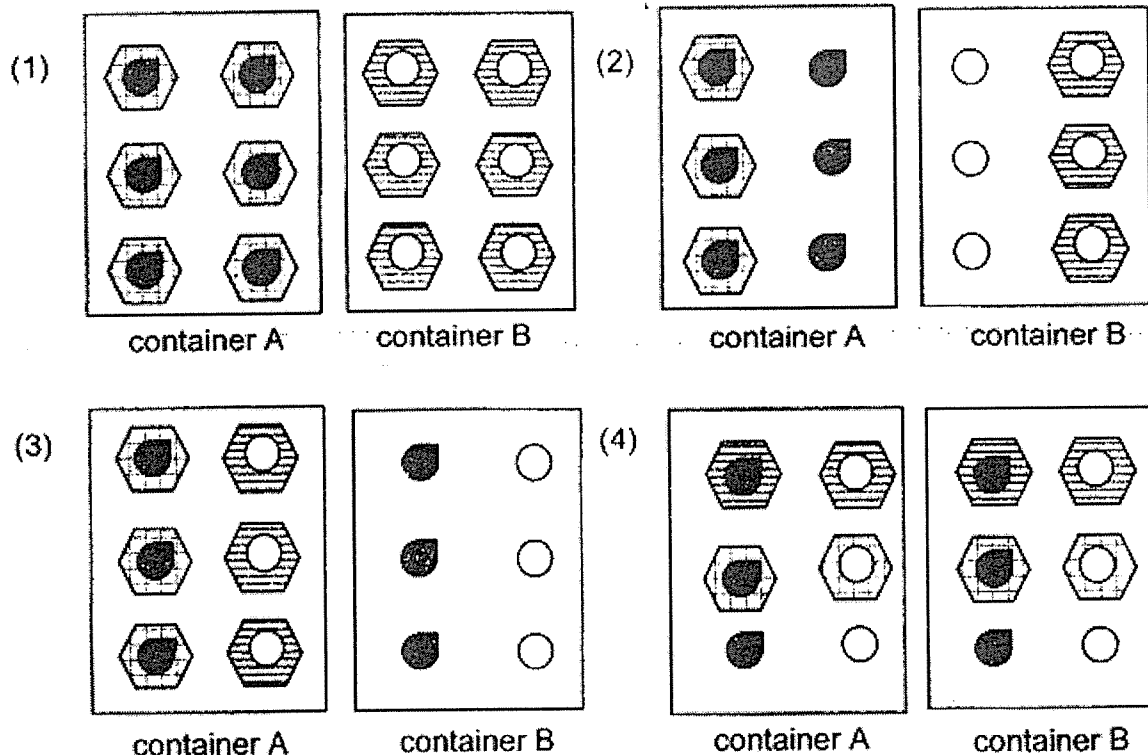 (1)
(2)
container A
container B
container A
container B
(3)
(4)
container A
container B
container A
container B